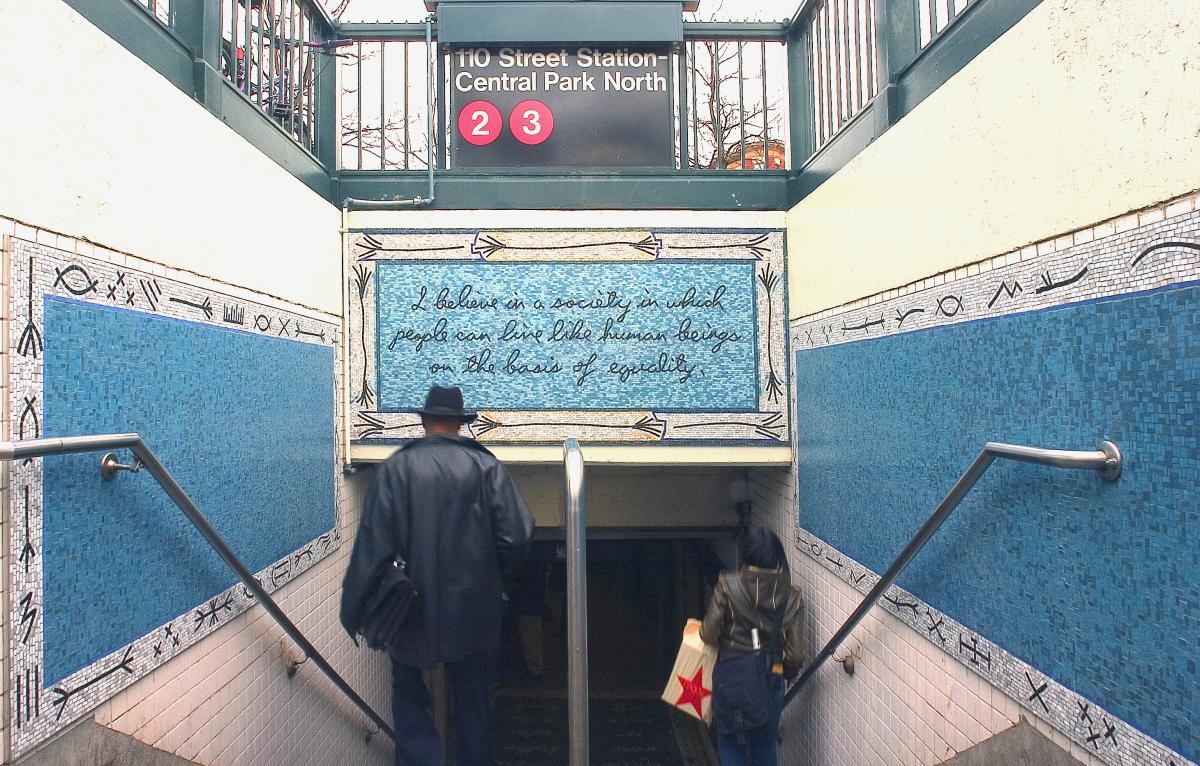 110 Street Station-
Central Park North
2 3
I believe in a society in which
people can live like human beings
on the basis of equality.